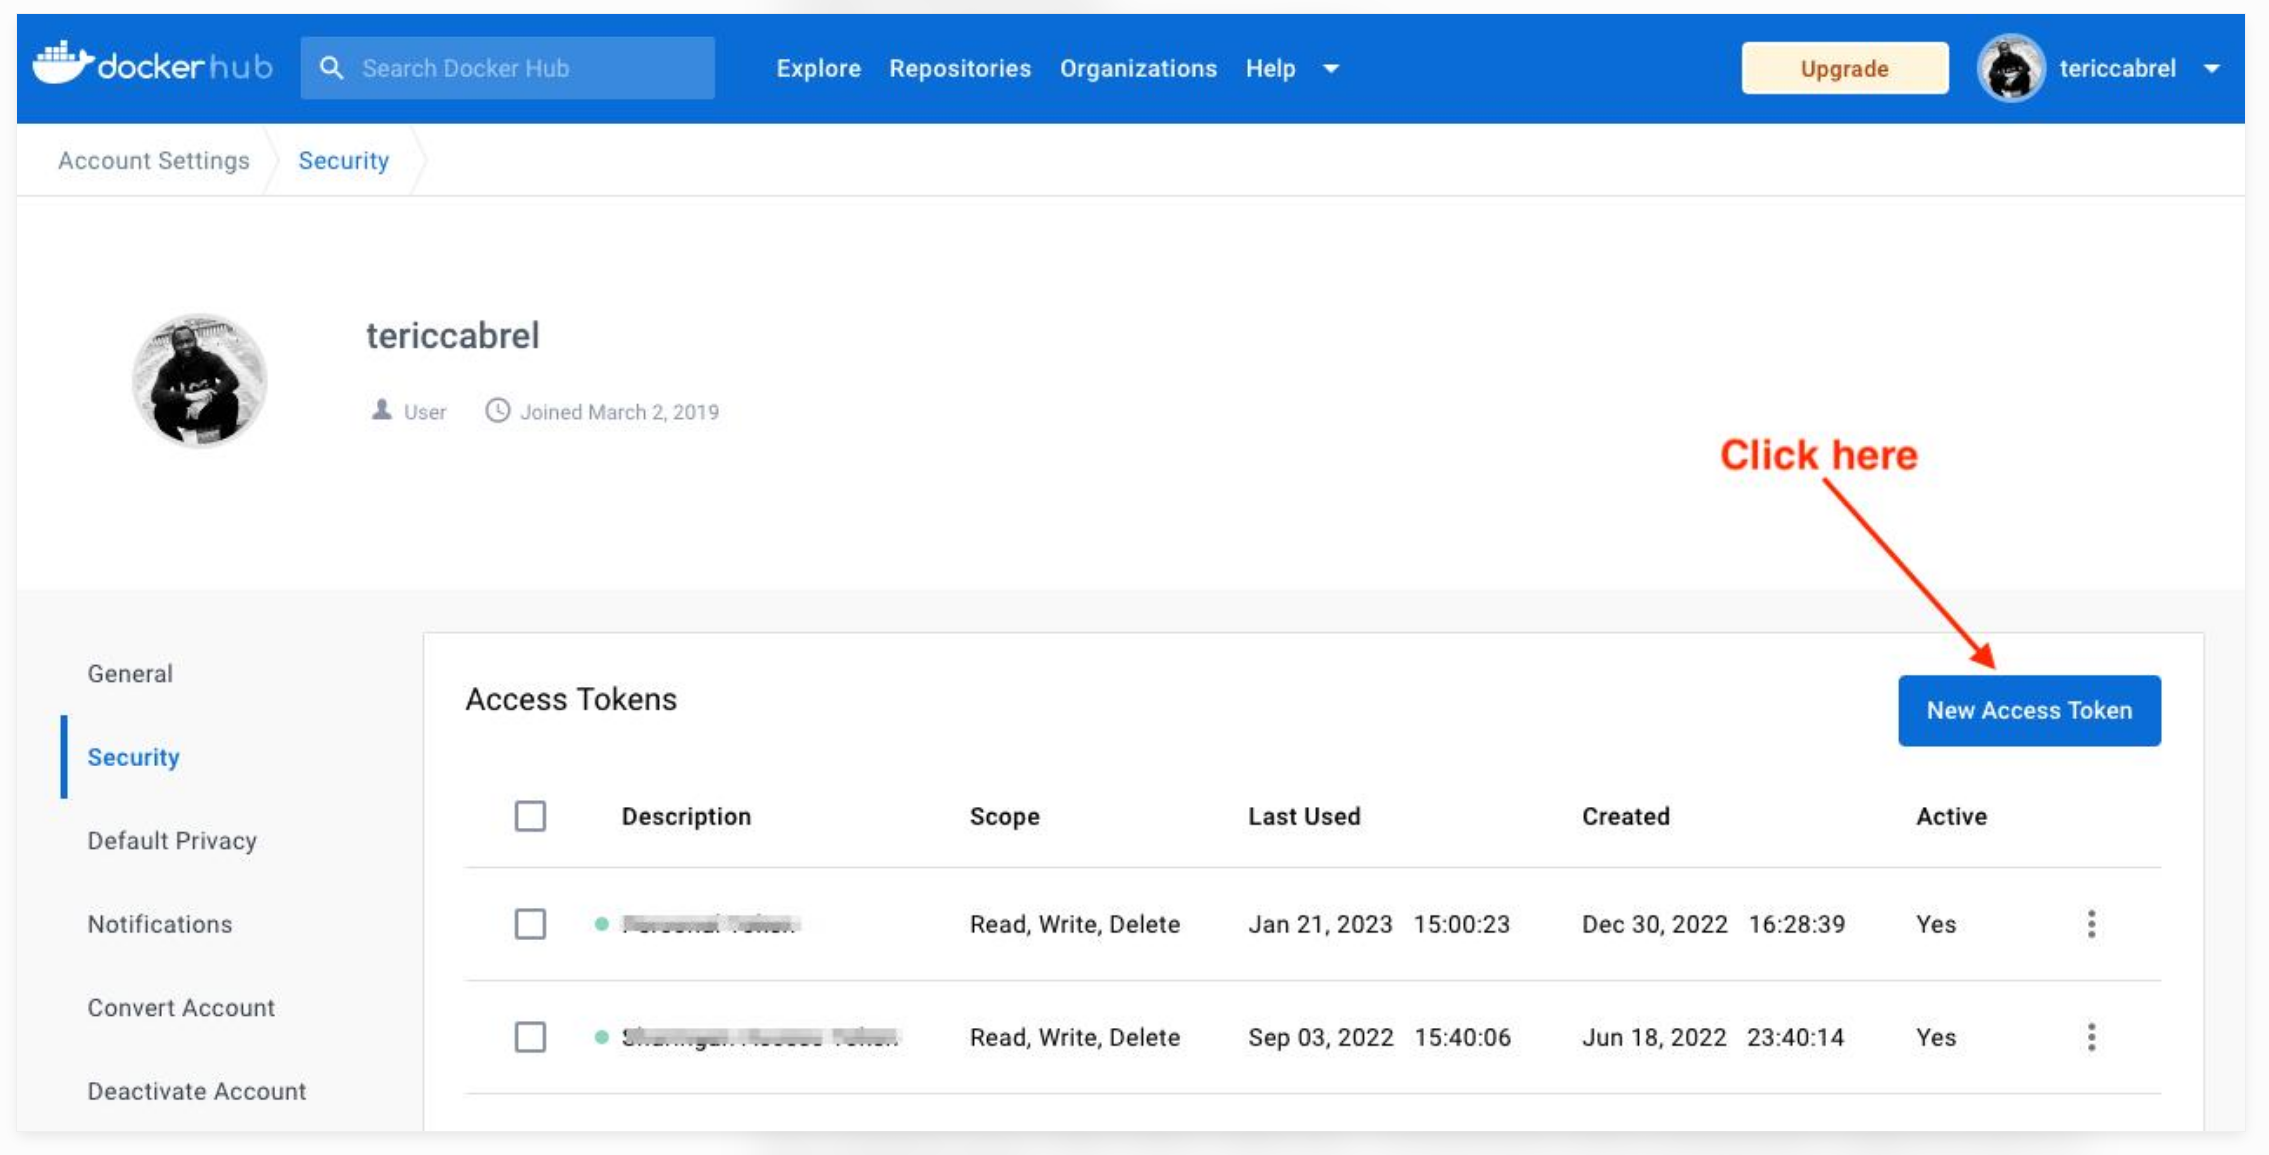 dockerhub Search Docker Hub Explore Repositories Organizations Help Upgrade tericcabrel
Account Settings Security
tericcabrel
User Joined March 2, 2019
Click here
General
Security
Default Privacy
Notifications
Convert Account
Deactivate Account
Access Tokens
New Access Token
Description Scope Last Used Created Active
Read, Write, Delete Jan 21, 2023 15:00:23 Dec 30, 2022 16:28:39 Yes
Read, Write, Delete Sep 03, 2022 15:40:06 Jun 18, 2022 23:40:14 Yes